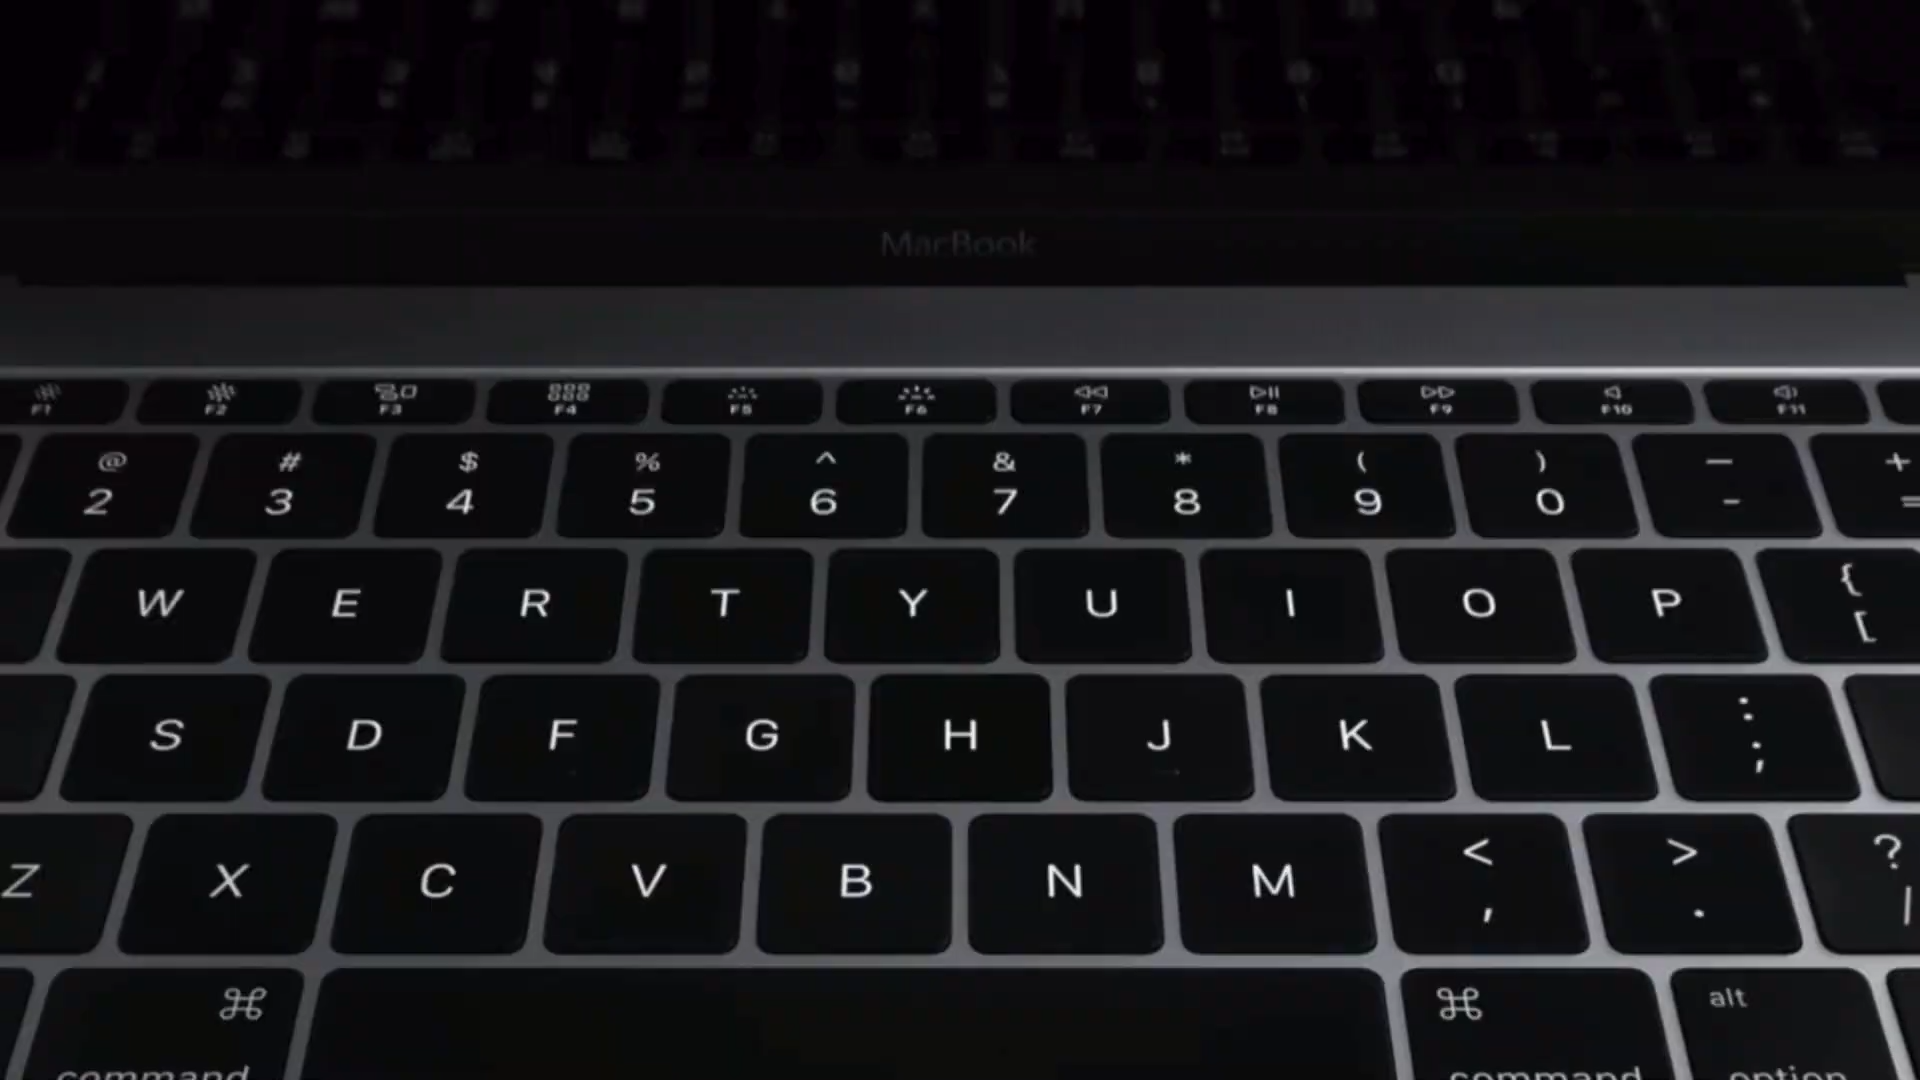 MacBook
F1 F2 F3 F4 F5 F6 F7 F8 F9 F10 F11
@ # $ % ^ & * ( ) — +
2 3 4 5 6 7 8 9 0 - =
W E R T Y U I O P { [
S D F G H J K L : ;
Z X C V B N M < , > . ?
⌘ ⌘ alt
command command option